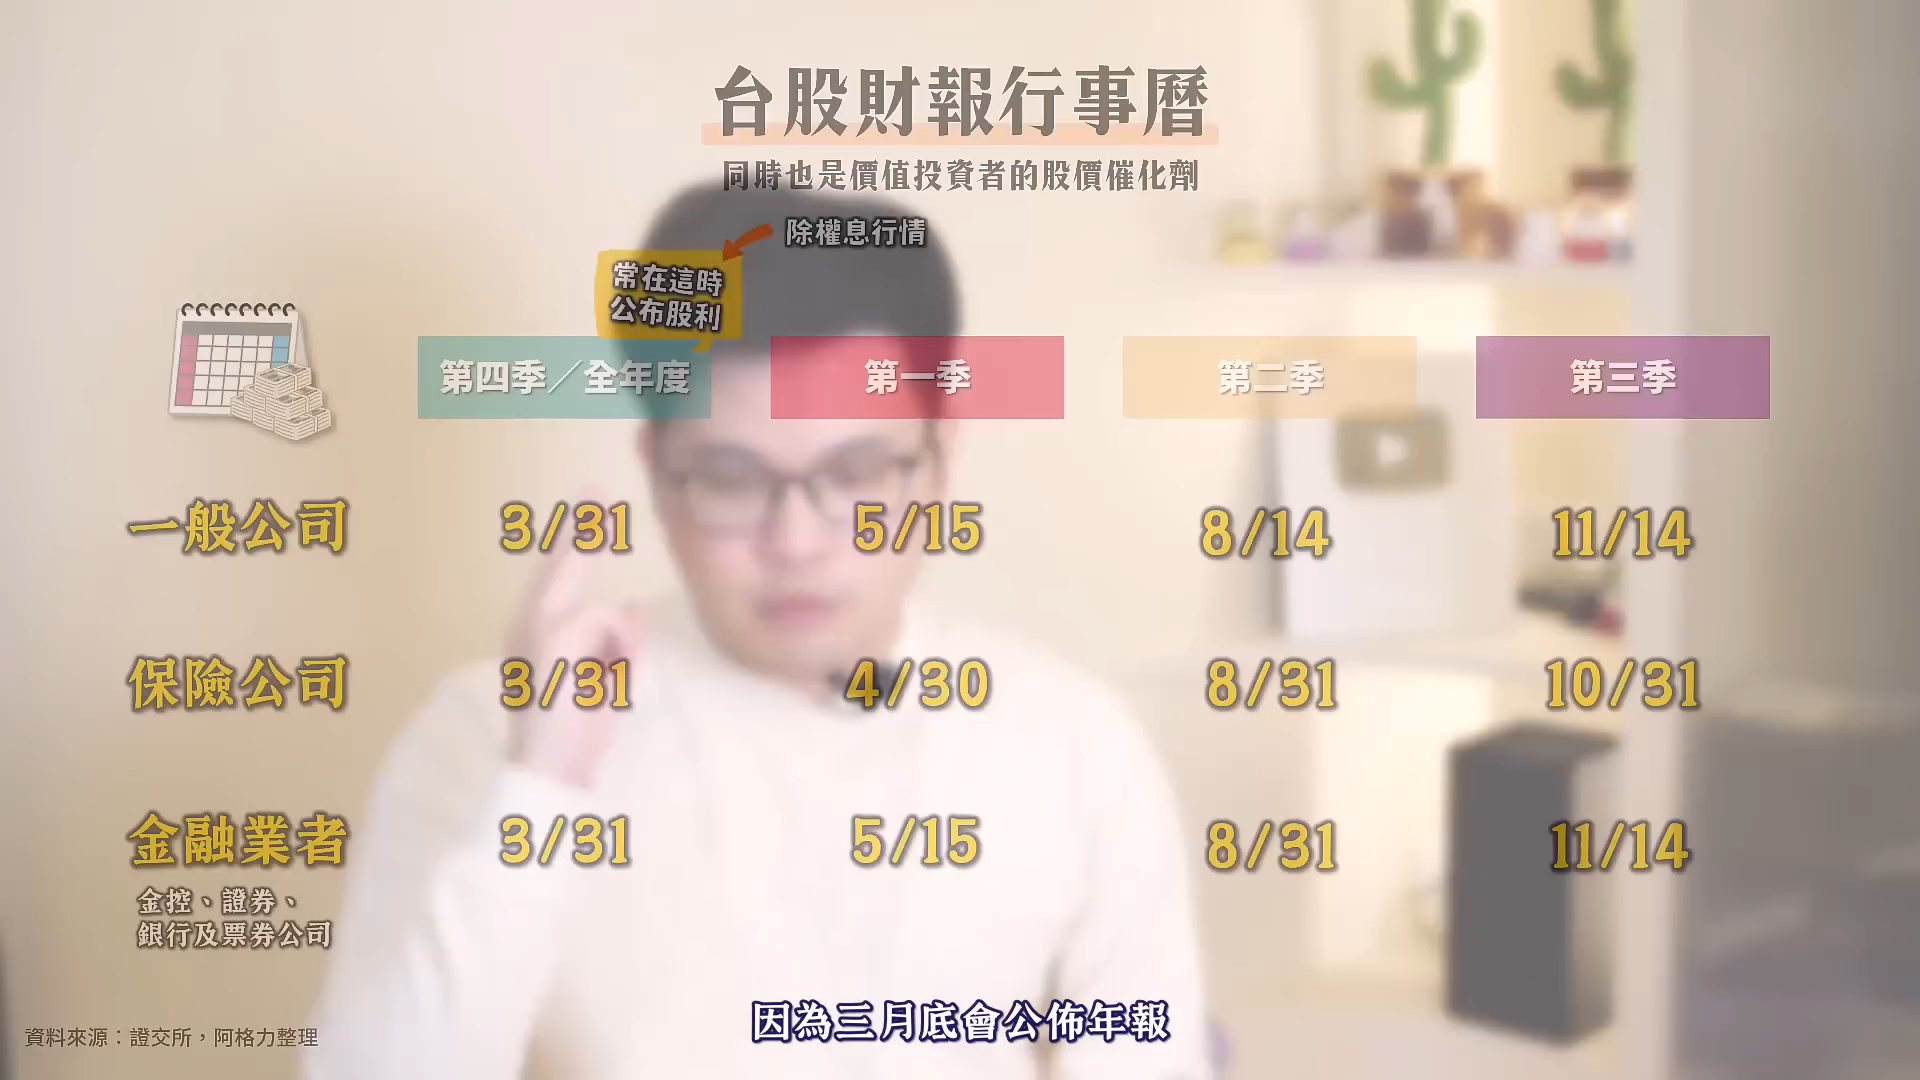 台股財報行事曆
同時也是價值投資者的股價催化劑
除權息行情
常在這時
公布股利
第四季／全年度
第一季
第二季
第三季
一般公司
3/31
5/15
8/14
11/14
保險公司
3/31
4/30
8/31
10/31
金融業者
3/31
5/15
8/31
11/14
金控、證券、
銀行及票券公司
因為三月底會公佈年報
資料來源：證交所，阿格力整理